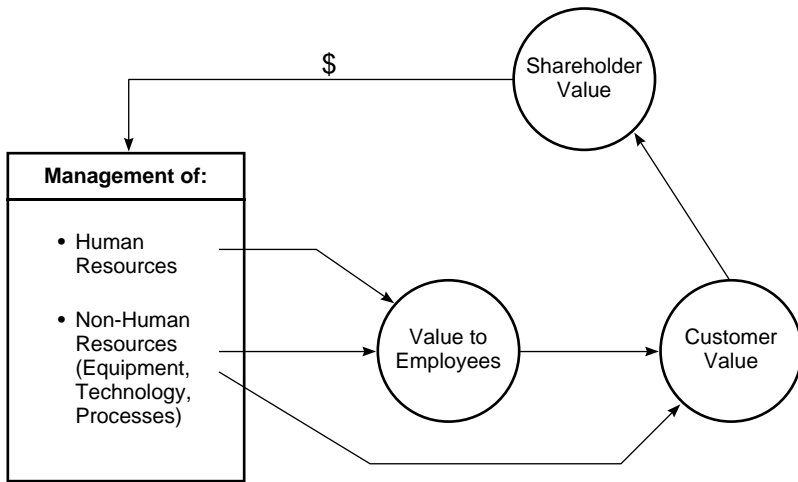 $
Shareholder
Value
Management of:
• Human
Resources
• Non-Human
Resources
(Equipment,
Technology,
Processes)
Value to
Employees
Customer
Value